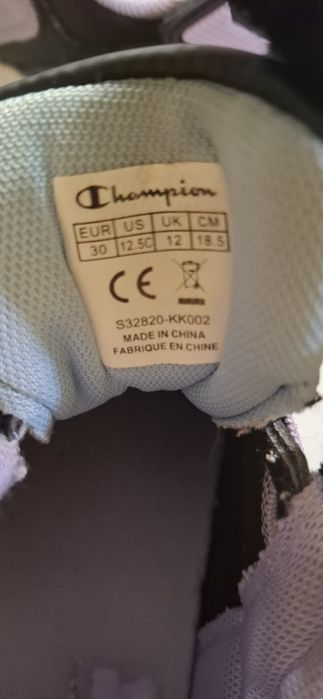 Champion
EUR US UK CM
30 12.5C 12 18.5
CE
S32820-KK002
MADE IN CHINA
FABRIQUE EN CHINE